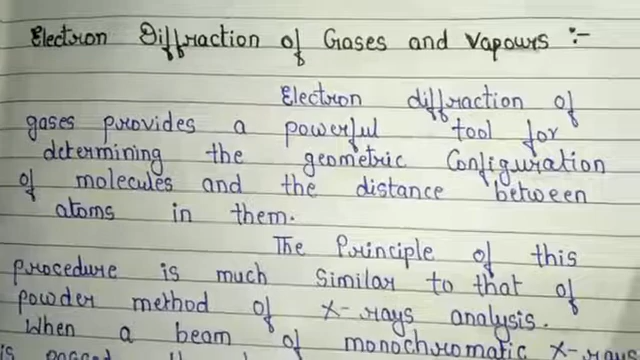 Electron Diffraction of Gases and Vapours :-
Electron diffraction of
gases provides a powerful tool for
determining the geometric Configuration
of molecules and the distance between
atoms in them.
The Principle of this
procedure is much similar to that of
powder method of X-rays analysis.
When a beam of monochromatic X-rays
is passed